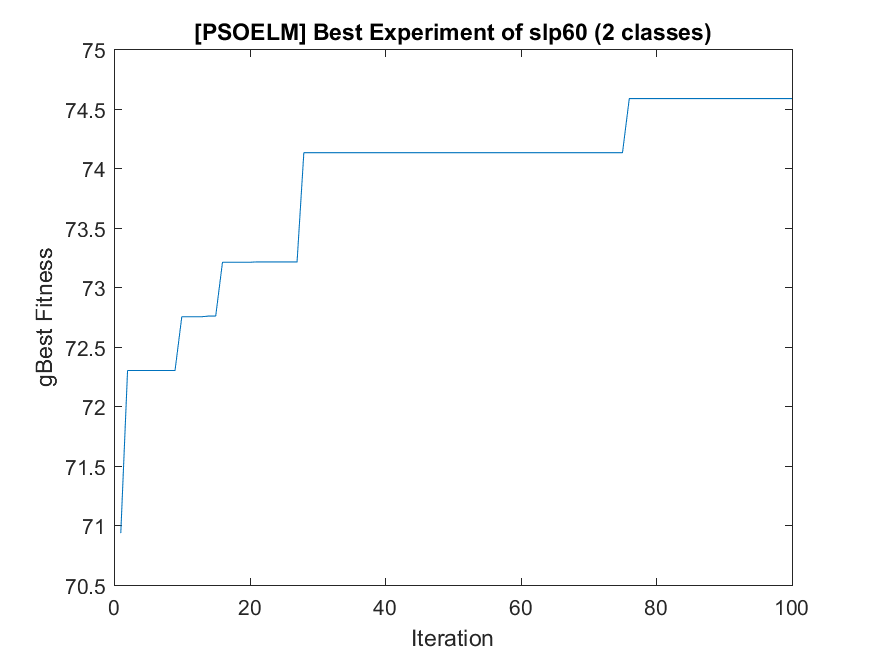 [PSOELM] Best Experiment of slp60 (2 classes)
75
74.5
74
73.5
73
72.5
72
71.5
71
70.5
gBest Fitness
0 20 40 60 80 100
Iteration